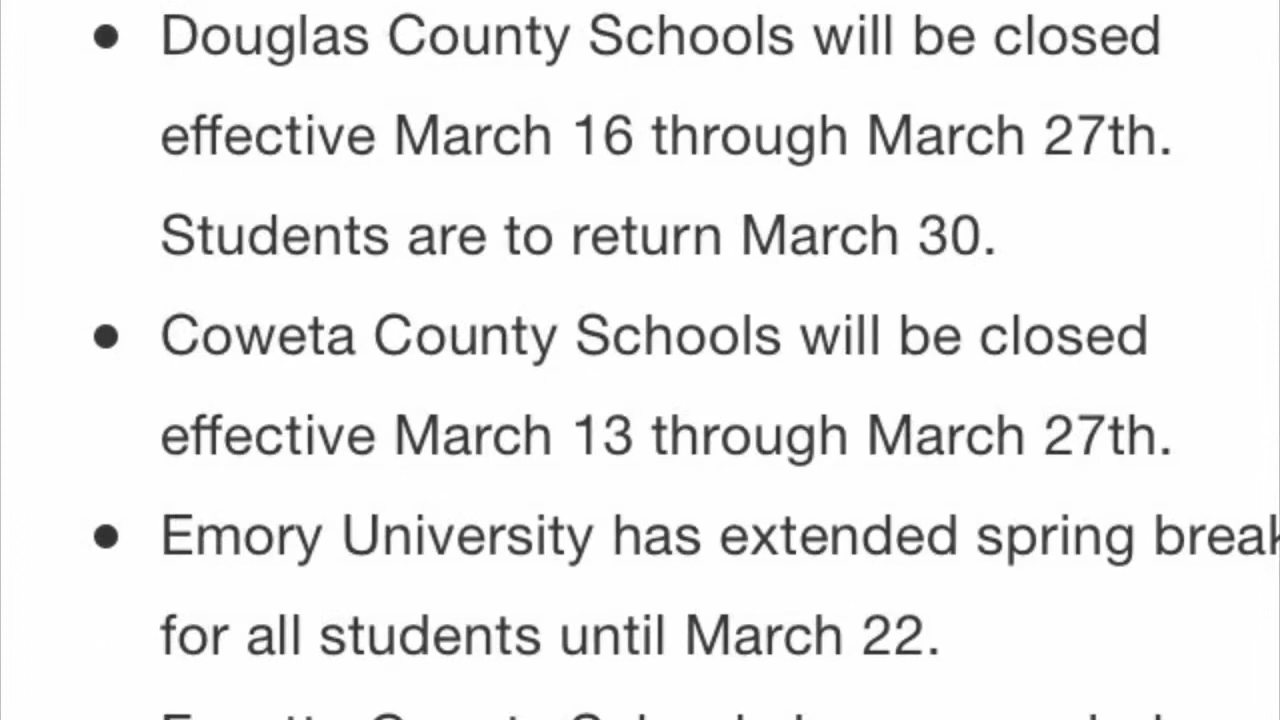 • Douglas County Schools will be closed
effective March 16 through March 27th.
Students are to return March 30.
• Coweta County Schools will be closed
effective March 13 through March 27th.
• Emory University has extended spring break
for all students until March 22.